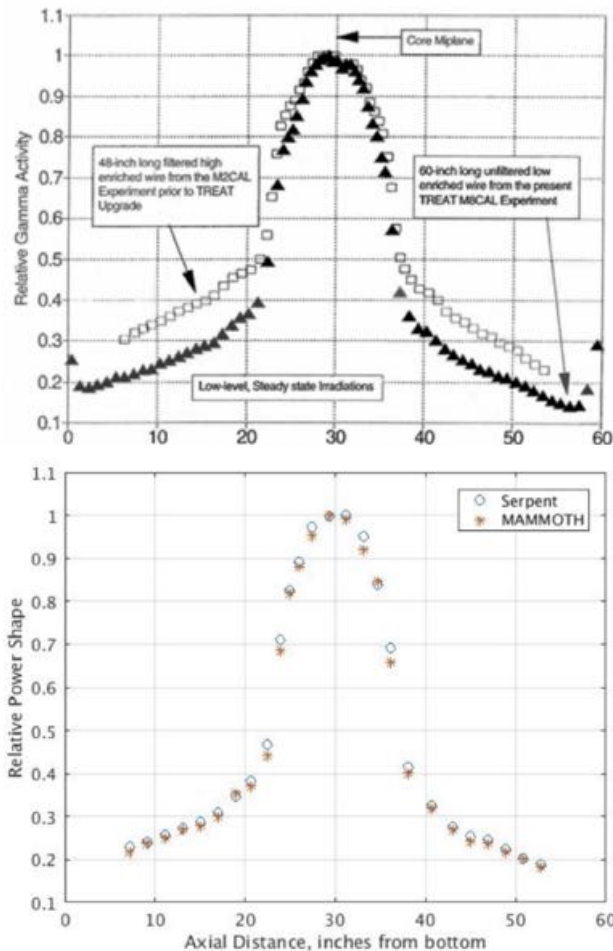 1.1
1
0.9
0.8
0.7
0.6
0.5
0.4
0.3
0.2
0.1
Relative Gamma Activity
Core Miplane
48-inch long filtered high
enriched wire from the M2CAL
Experiment prior to TREAT
Upgrade
60-inch long unfiltered low
enriched wire from the present
TREAT M8CAL Experiment
Low-level, Steady state Irradiations
0 10 20 30 40 50 60
1.1
1
0.9
0.8
0.7
0.6
0.5
0.4
0.3
0.2
0.1
Relative Power Shape
Serpent
MAMMOTH
0 10 20 30 40 50 60
Axial Distance, inches from bottom